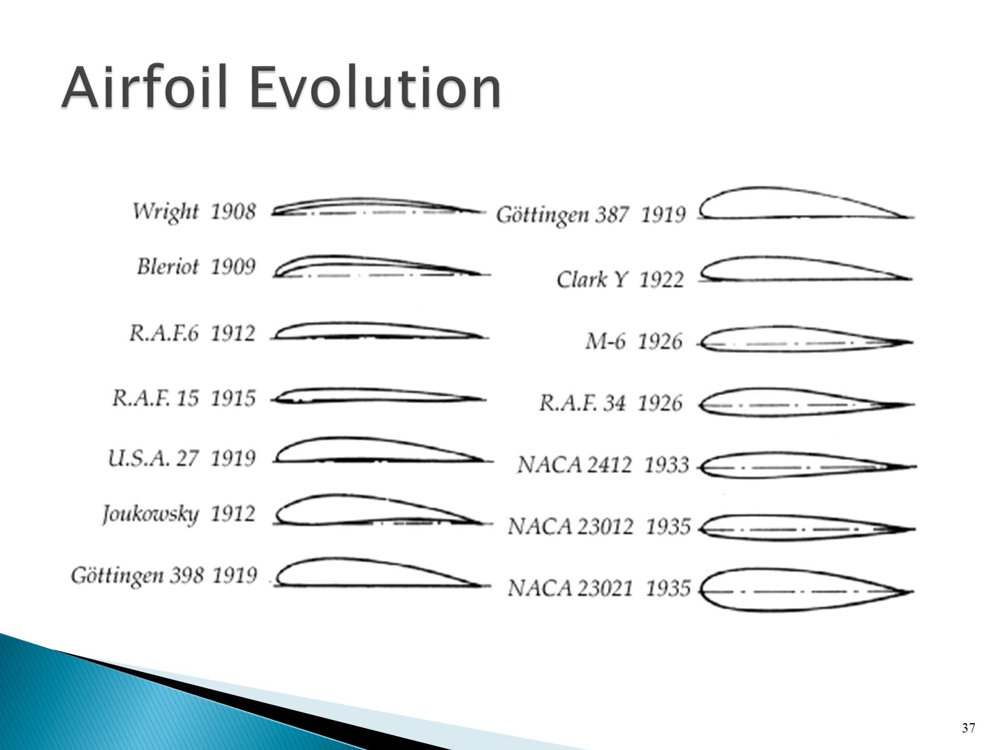 Airfoil Evolution
Wright 1908
Bleriot 1909
R.A.F.6 1912
R.A.F. 15 1915
U.S.A. 27 1919
Joukowsky 1912
Göttingen 398 1919
Göttingen 387 1919
Clark Y 1922
M-6 1926
R.A.F. 34 1926
NACA 2412 1933
NACA 23012 1935
NACA 23021 1935
37